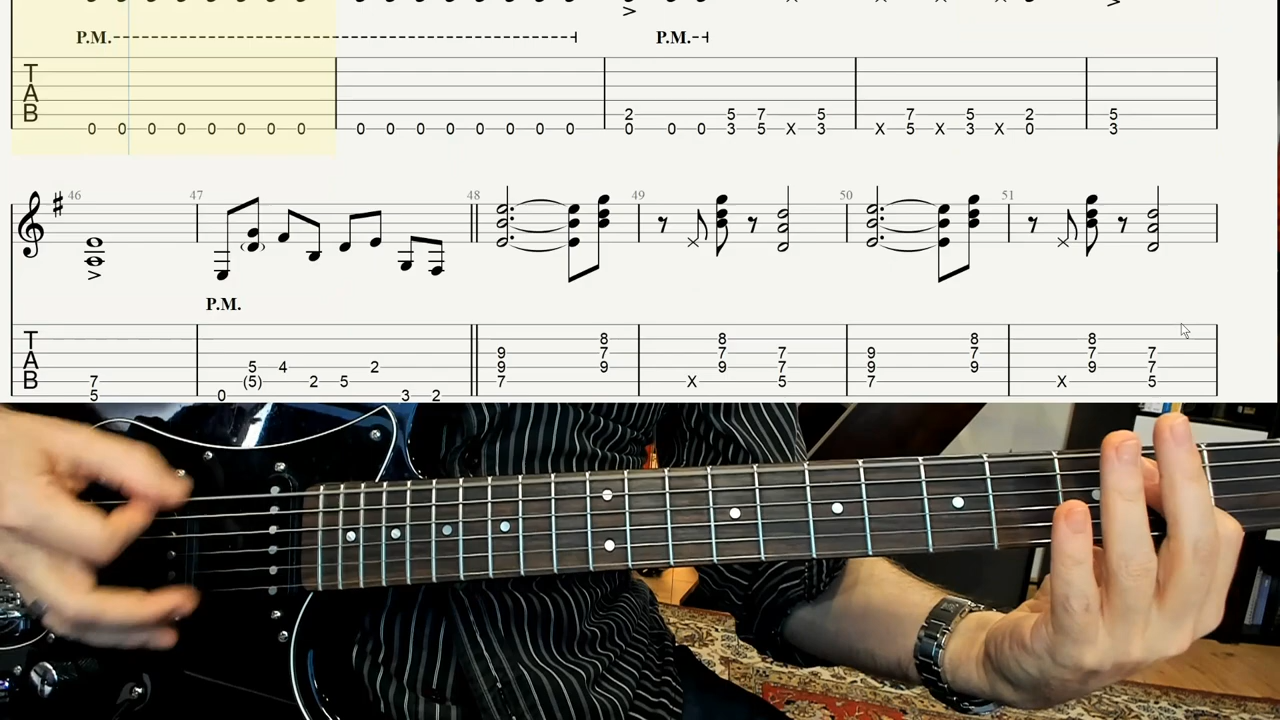 P.M. P.M.
T
A
B
2 5 7 5 7 5 2 5
0 0 0 0 0 0 0 0 0 0 0 0 0 0 0 0 0 0 0 3 5 X 3 X 5 X 3 X 0 3
46 47 48 49 50 51
P.M.
T
A
B
8 8 8 8
9 7 7 7 9 7 7 7
5 4 2 9 9 9 7 9 9 9 7
7 (5) 2 5 7 X 5 7 X 5
5 0 3 2